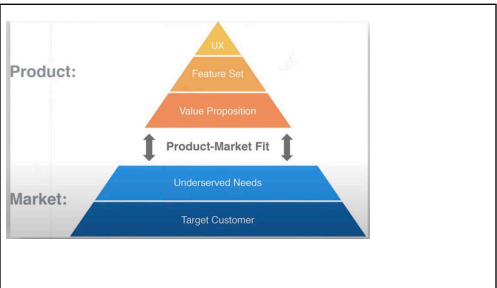 UX
Product:
Feature Set
Value Proposition
Product-Market Fit
Underserved Needs
Market:
Target Customer